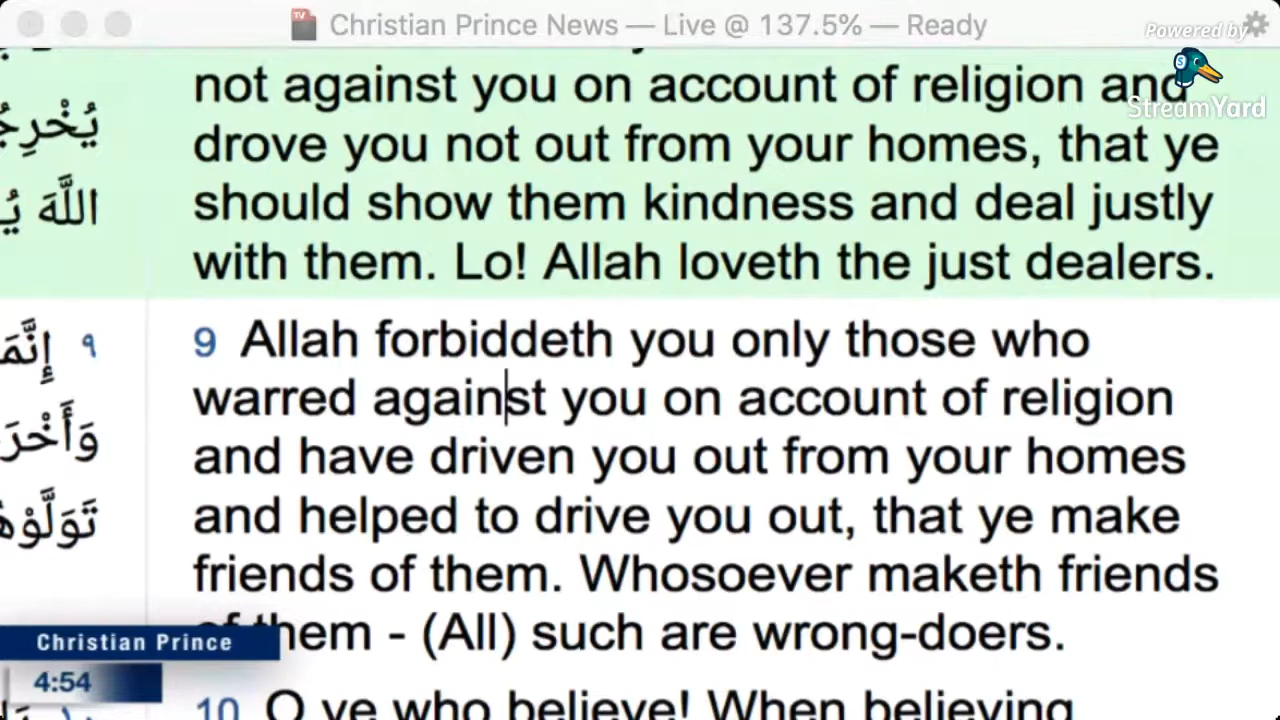 Christian Prince News — Live @ 137.5% — Ready
Powered by
StreamYard
not against you on account of religion and
drove you not out from your homes, that ye
should show them kindness and deal justly
with them. Lo! Allah loveth the just dealers.
9 Allah forbiddeth you only those who
warred against you on account of religion
and have driven you out from your homes
and helped to drive you out, that ye make
friends of them. Whosoever maketh friends
of them - (All) such are wrong-doers.
10 O ye who believe! When believing
اللَّهَ
٩
Christian Prince
4:54